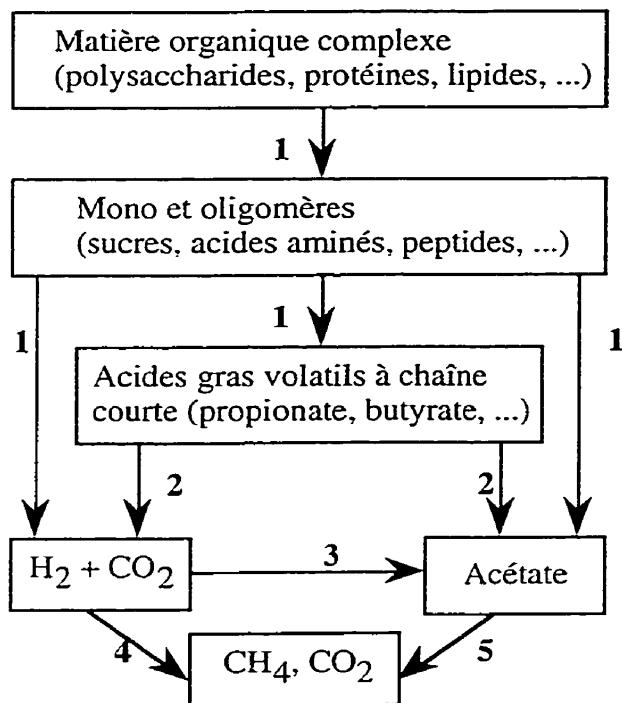 Matière organique complexe
(polysaccharides, protéines, lipides, ...)
1
Mono et oligomères
(sucres, acides aminés, peptides, ...)
1
1
1
Acides gras volatils à chaîne
courte (propionate, butyrate, ...)
2
2
H2 + CO2
3
Acétate
4
CH4, CO2
5